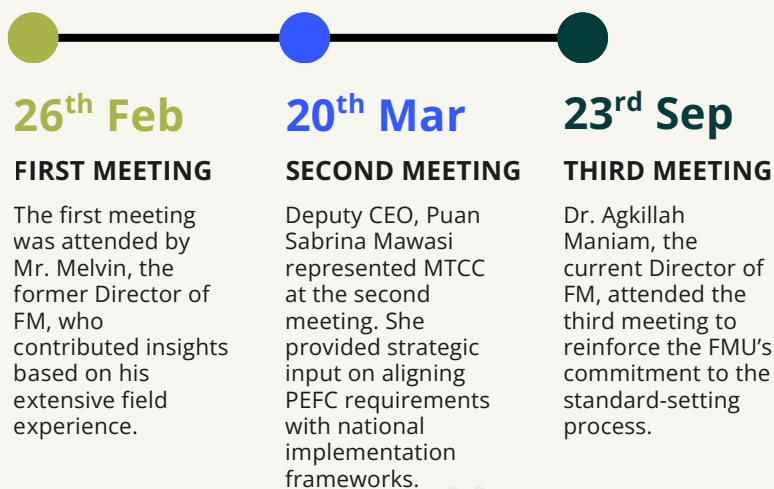 26th Feb
FIRST MEETING
The first meeting
was attended by
Mr. Melvin, the
former Director of
FM, who
contributed insights
based on his
extensive field
experience.
20th Mar
SECOND MEETING
Deputy CEO, Puan
Sabrina Mawasi
represented MTCC
at the second
meeting. She
provided strategic
input on aligning
PEFC requirements
with national
implementation
frameworks.
23rd Sep
THIRD MEETING
Dr. Agkillah
Maniam, the
current Director of
FM, attended the
third meeting to
reinforce the FMU’s
commitment to the
standard-setting
process.